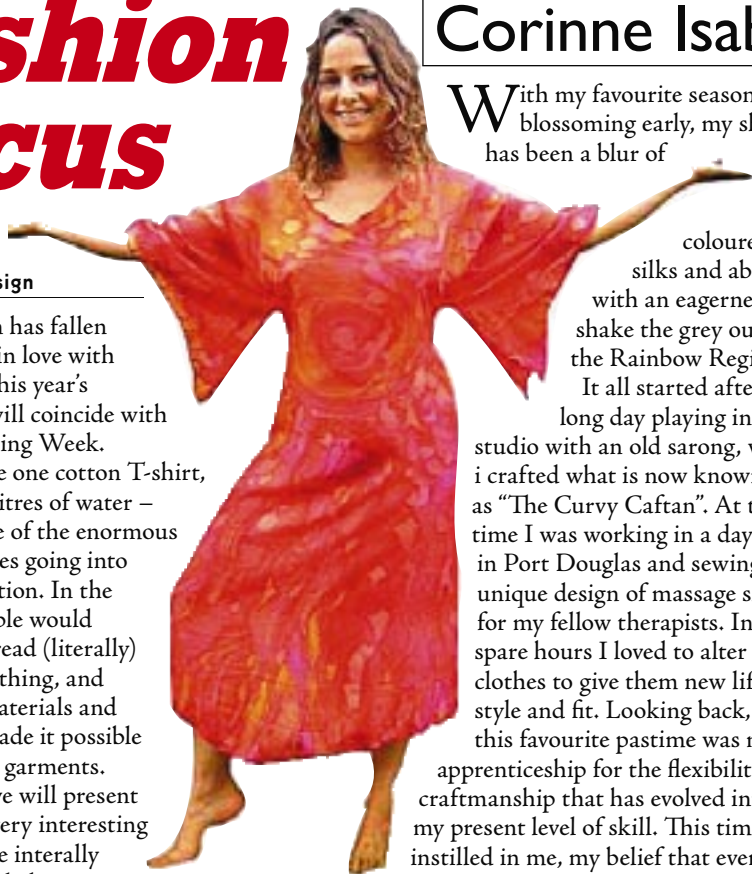 shion
cus
sign
n has fallen
in love with
his year's
will coincide with
ing Week.
e one cotton T-shirt,
itres of water –
e of the enormous
es going into
tion. In the
ple would
read (literally)
thing, and
aterials and
ade it possible
garments.
ve will present
ery interesting
e interally
Corinne Isab
With my favourite season
blossoming early, my sh
has been a blur of
coloure
silks and ab
with an eagerne
shake the grey ou
the Rainbow Regi
It all started afte
long day playing in
studio with an old sarong, w
i crafted what is now known
as “The Curvy Caftan”. At t
time I was working in a day
in Port Douglas and sewing
unique design of massage s
for my fellow therapists. In
spare hours I loved to alter
clothes to give them new lif
style and fit. Looking back,
this favourite pastime was m
apprenticeship for the flexibilit
craftmanship that has evolved in
my present level of skill. This tim
instilled in me, my belief that ever